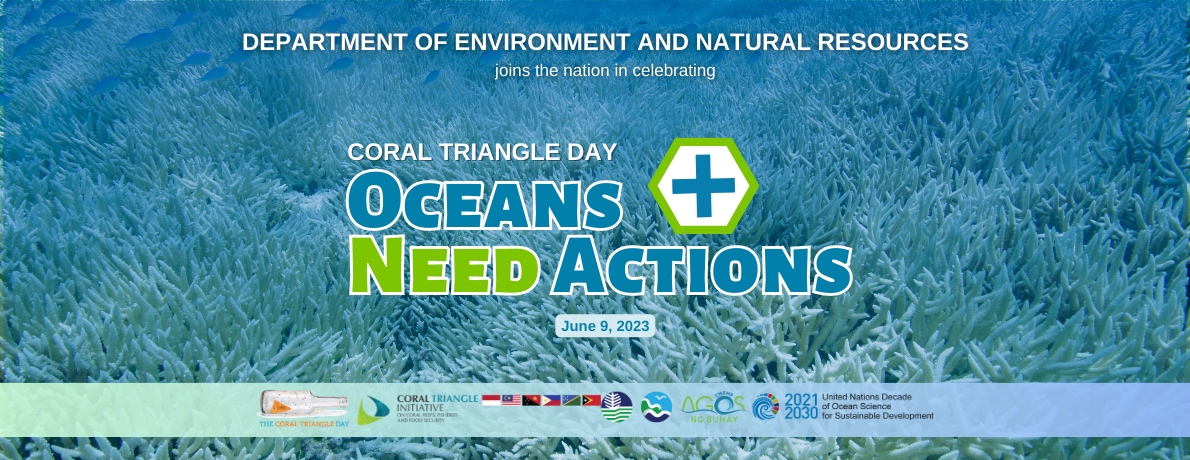 DEPARTMENT OF ENVIRONMENT AND NATURAL RESOURCES
joins the nation in celebrating
CORAL TRIANGLE DAY
OCEANS
NEED ACTIONS
June 9, 2023
THE CORAL TRIANGLE DAY
CORAL TRIANGLE
INITIATIVE
ON CORAL REEFS, FISHERIES
AND FOOD SECURITY
AGOS
NG BUHAY
2021
2030
United Nations Decade
of Ocean Science
for Sustainable Development